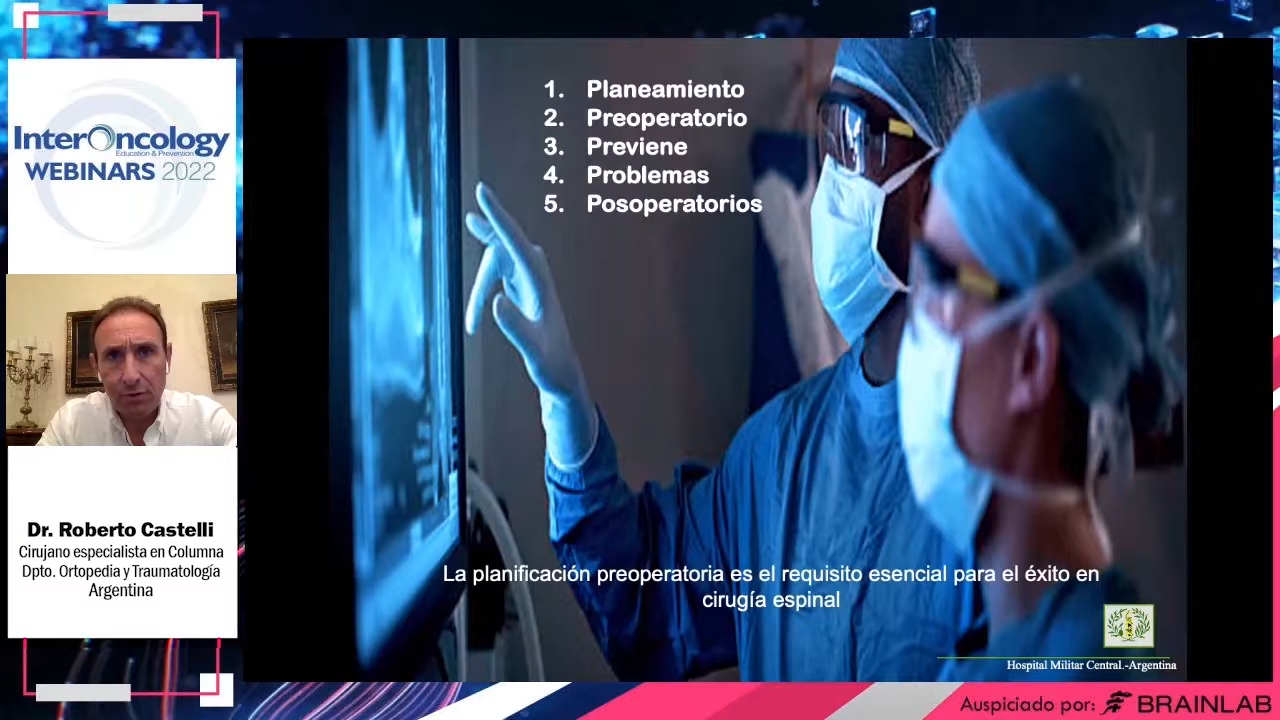 InterOncology
Education & Prevention
WEBINARS 2022
Dr. Roberto Castelli
Cirujano especialista en Columna
Dpto. Ortopedia y Traumatología
Argentina
1. Planeamiento
2. Preoperatorio
3. Previene
4. Problemas
5. Posoperatorios
La planificación preoperatoria es el requisito esencial para el éxito en
cirugía espinal
Hospital Militar Central.-Argentina
Auspiciado por: BRAINLAB